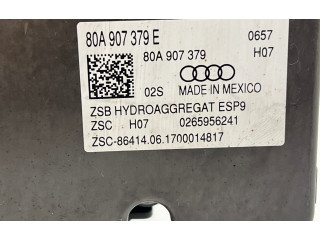 80A 907 379 E 0657
80A 907 379 H07
02S MADE IN MEXICO
ZSB HYDROAGGREGAT ESP9
ZSC H07 0265956241
ZSC-86414.06.1700014817